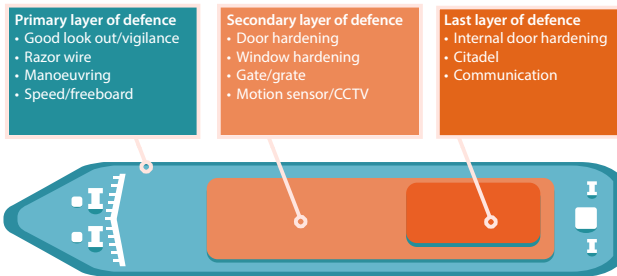 Primary layer of defence
• Good look out/vigilance
• Razor wire
• Manoeuvring
• Speed/freeboard
Secondary layer of defence
• Door hardening
• Window hardening
• Gate/grate
• Motion sensor/CCTV
Last layer of defence
• Internal door hardening
• Citadel
• Communication